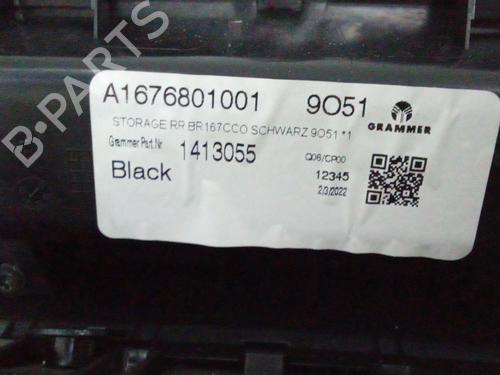 A1676801001 9O51
GRAMMER
STORAGE RR BR167CCO SCHWARZ 9O51 *1
Grammer Part.Nr 1413055
Q06/CP00
Black
12345
2/3/2022
B-PARTS